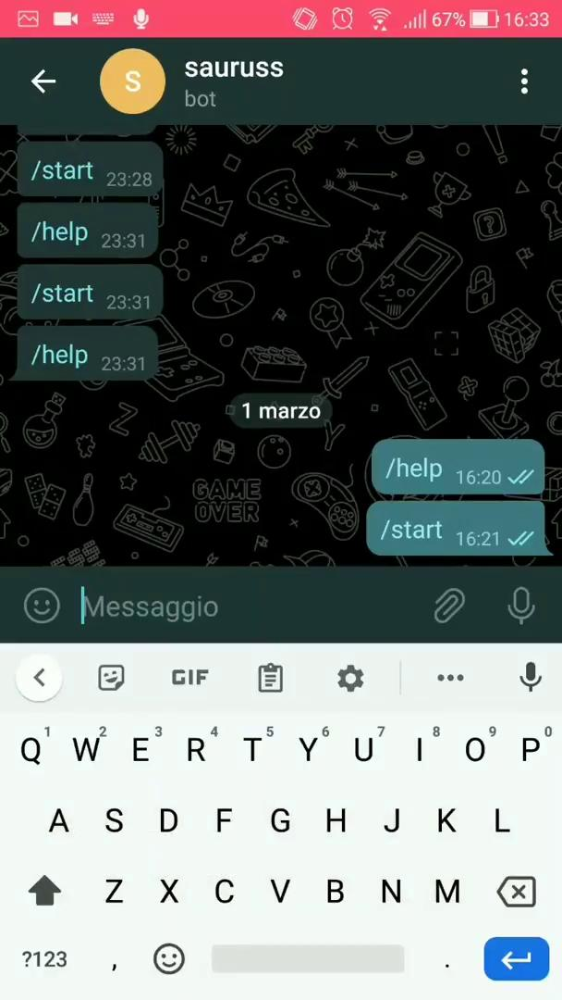 67% 16:33
S
sauruss
bot
/start 23:28
/help 23:31
/start 23:31
/help 23:31
1 marzo
GAME
OVER
/help 16:20
/start 16:21
Messaggio
GIF
Q1 W2 E3 R4 T5 Y6 U7 I8 O9 P0
A S D F G H J K L
Z X C V B N M
?123 , .